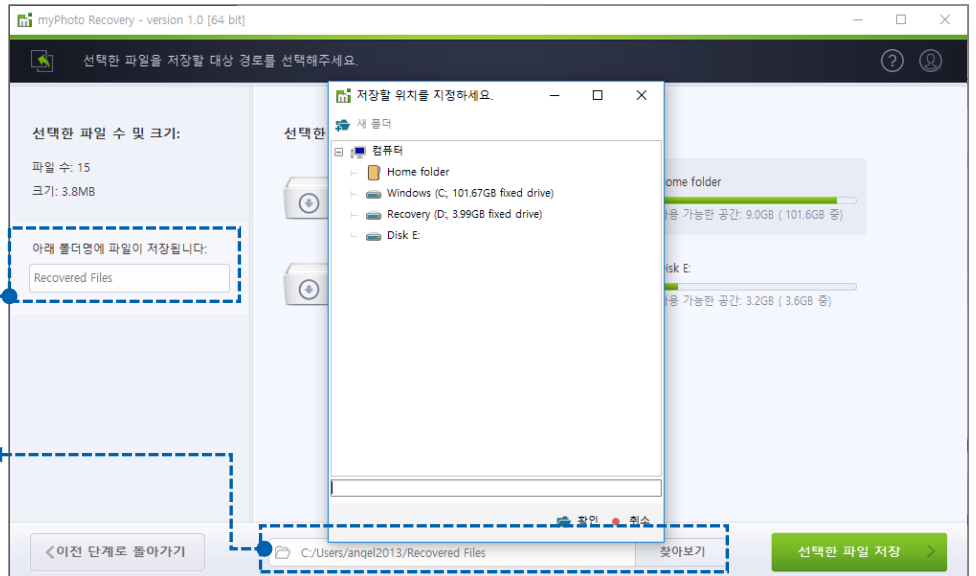 myPhoto Recovery - version 1.0 [64 bit]
선택한 파일을 저장할 대상 경로를 선택해주세요.
선택한 파일 수 및 크기:
파일 수: 15
크기: 3.8MB
아래 폴더명에 파일이 저장됩니다:
Recovered Files
선택한
저장할 위치를 지정하세요.
새 폴더
컴퓨터
Home folder
Windows (C:, 101.67GB fixed drive)
Recovery (D:, 3.99GB fixed drive)
Disk E:
ome folder
용 가능한 공간: 9.0GB ( 101.6GB 중)
isk E:
용 가능한 공간: 3.2GB ( 3.6GB 중)
확인 취소
이전 단계로 돌아가기
C:/Users/angel2013/Recovered Files
찾아보기
선택한 파일 저장